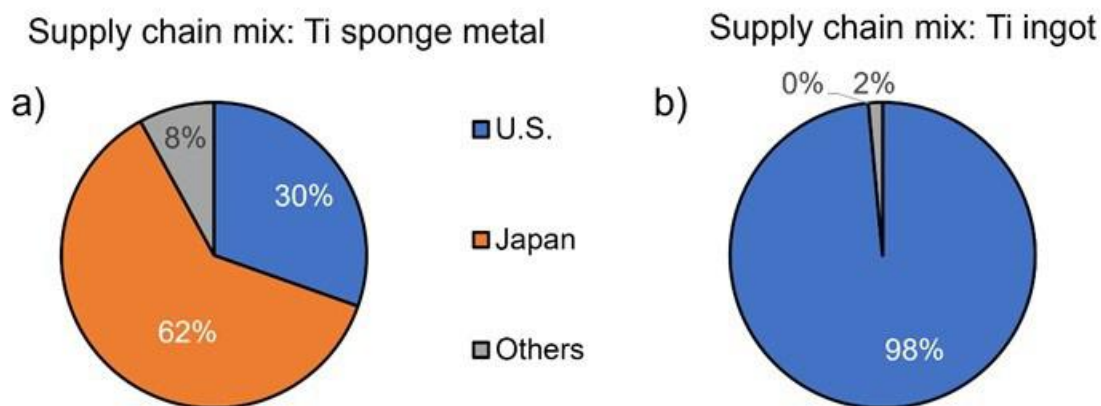 Supply chain mix: Ti sponge metal
a)
8%
30%
62%
U.S.
Japan
Others
Supply chain mix: Ti ingot
b)
0% 2%
98%